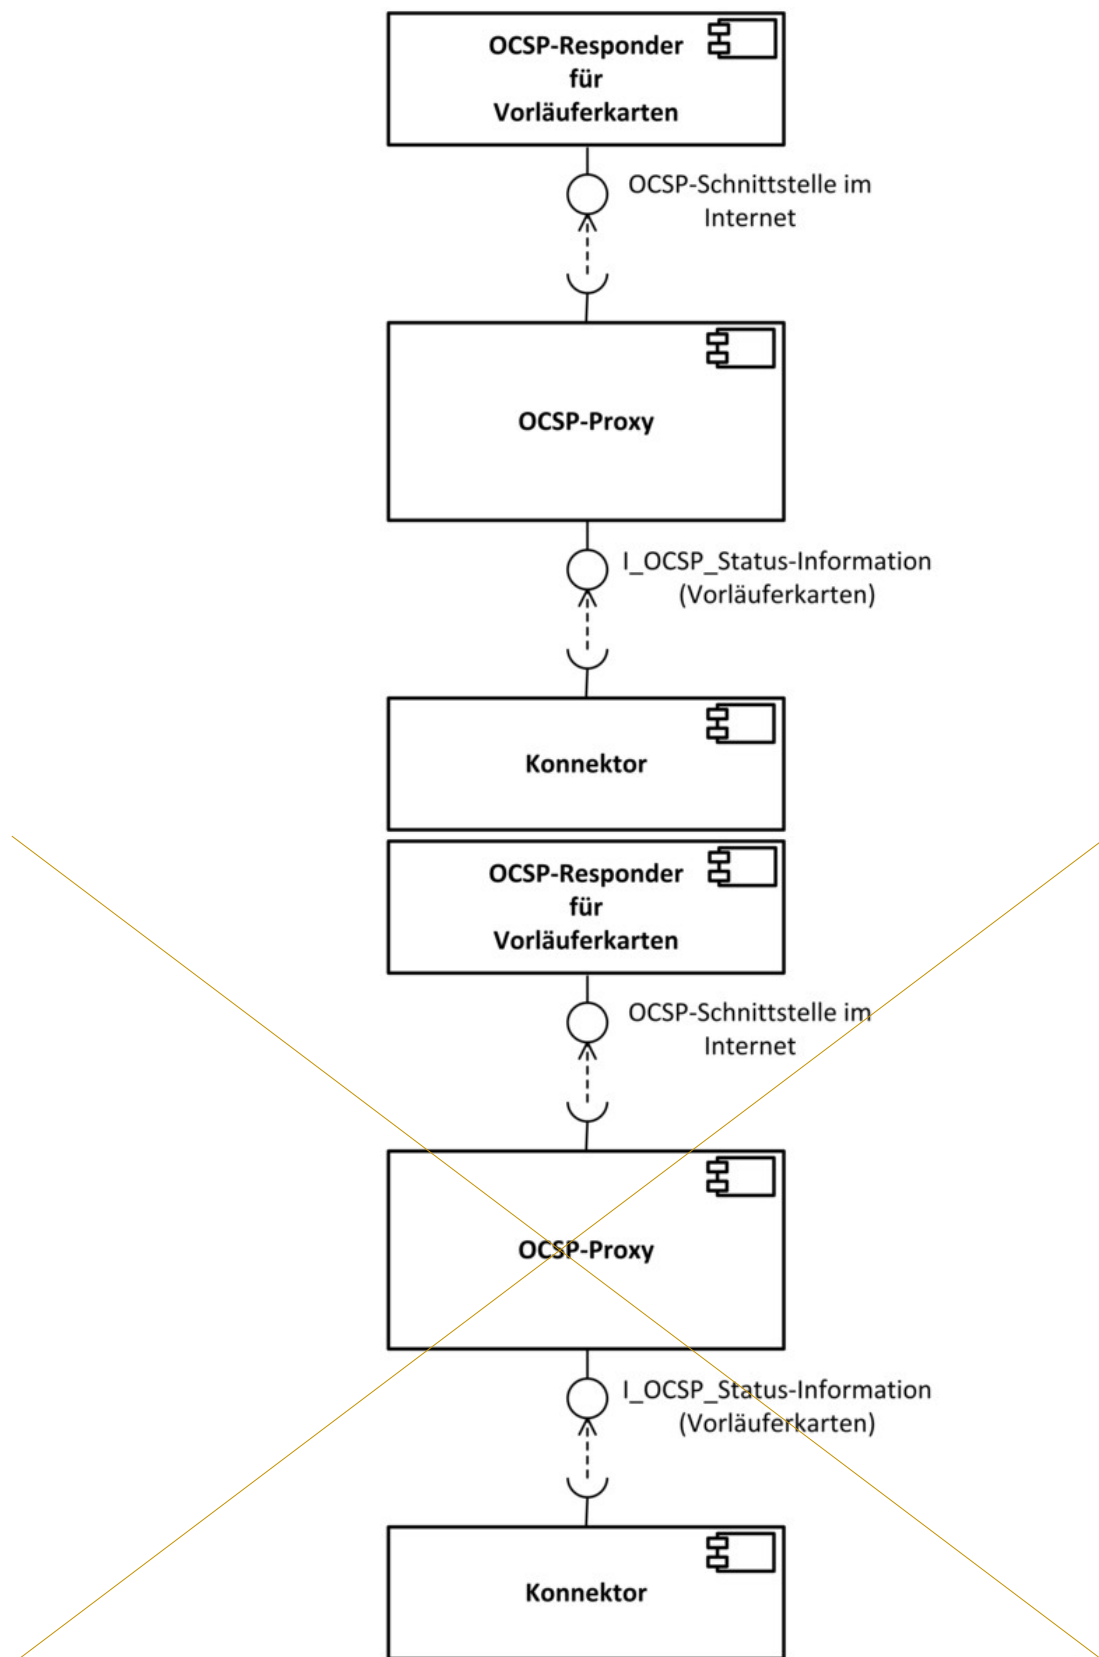 OCSP-Responder
für
Vorläuferkarten
OCSP-Schnittstelle im
Internet
OCSP-Proxy
I_OCSP_Status-Information
(Vorläuferkarten)
Konnektor
OCSP-Responder
für
Vorläuferkarten
OCSP-Schnittstelle im
Internet
OCSP-Proxy
I_OCSP_Status-Information
(Vorläuferkarten)
Konnektor